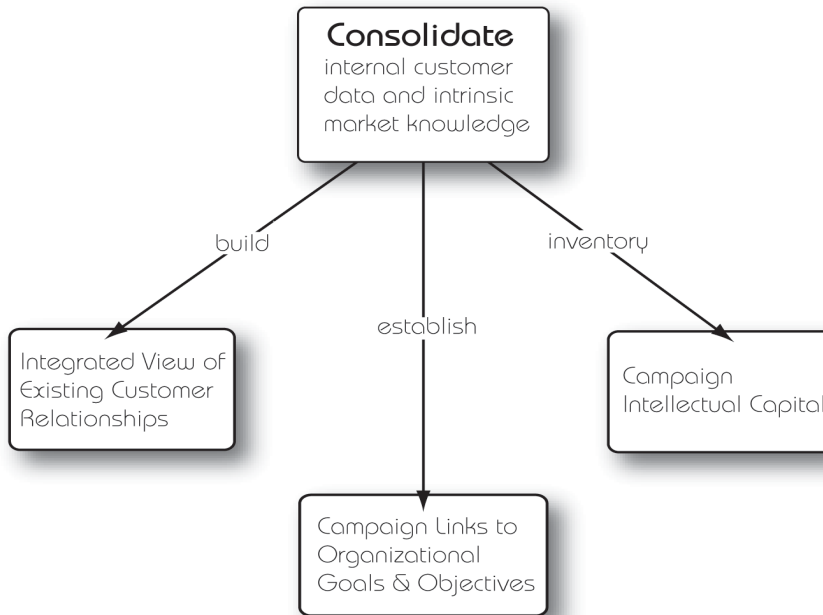 Consolidate
internal customer
data and intrinsic
market knowledge
build
inventory
establish
Integrated View of
Existing Customer
Relationships
Campaign
Intellectual Capital
Campaign Links to
Organizational
Goals & Objectives